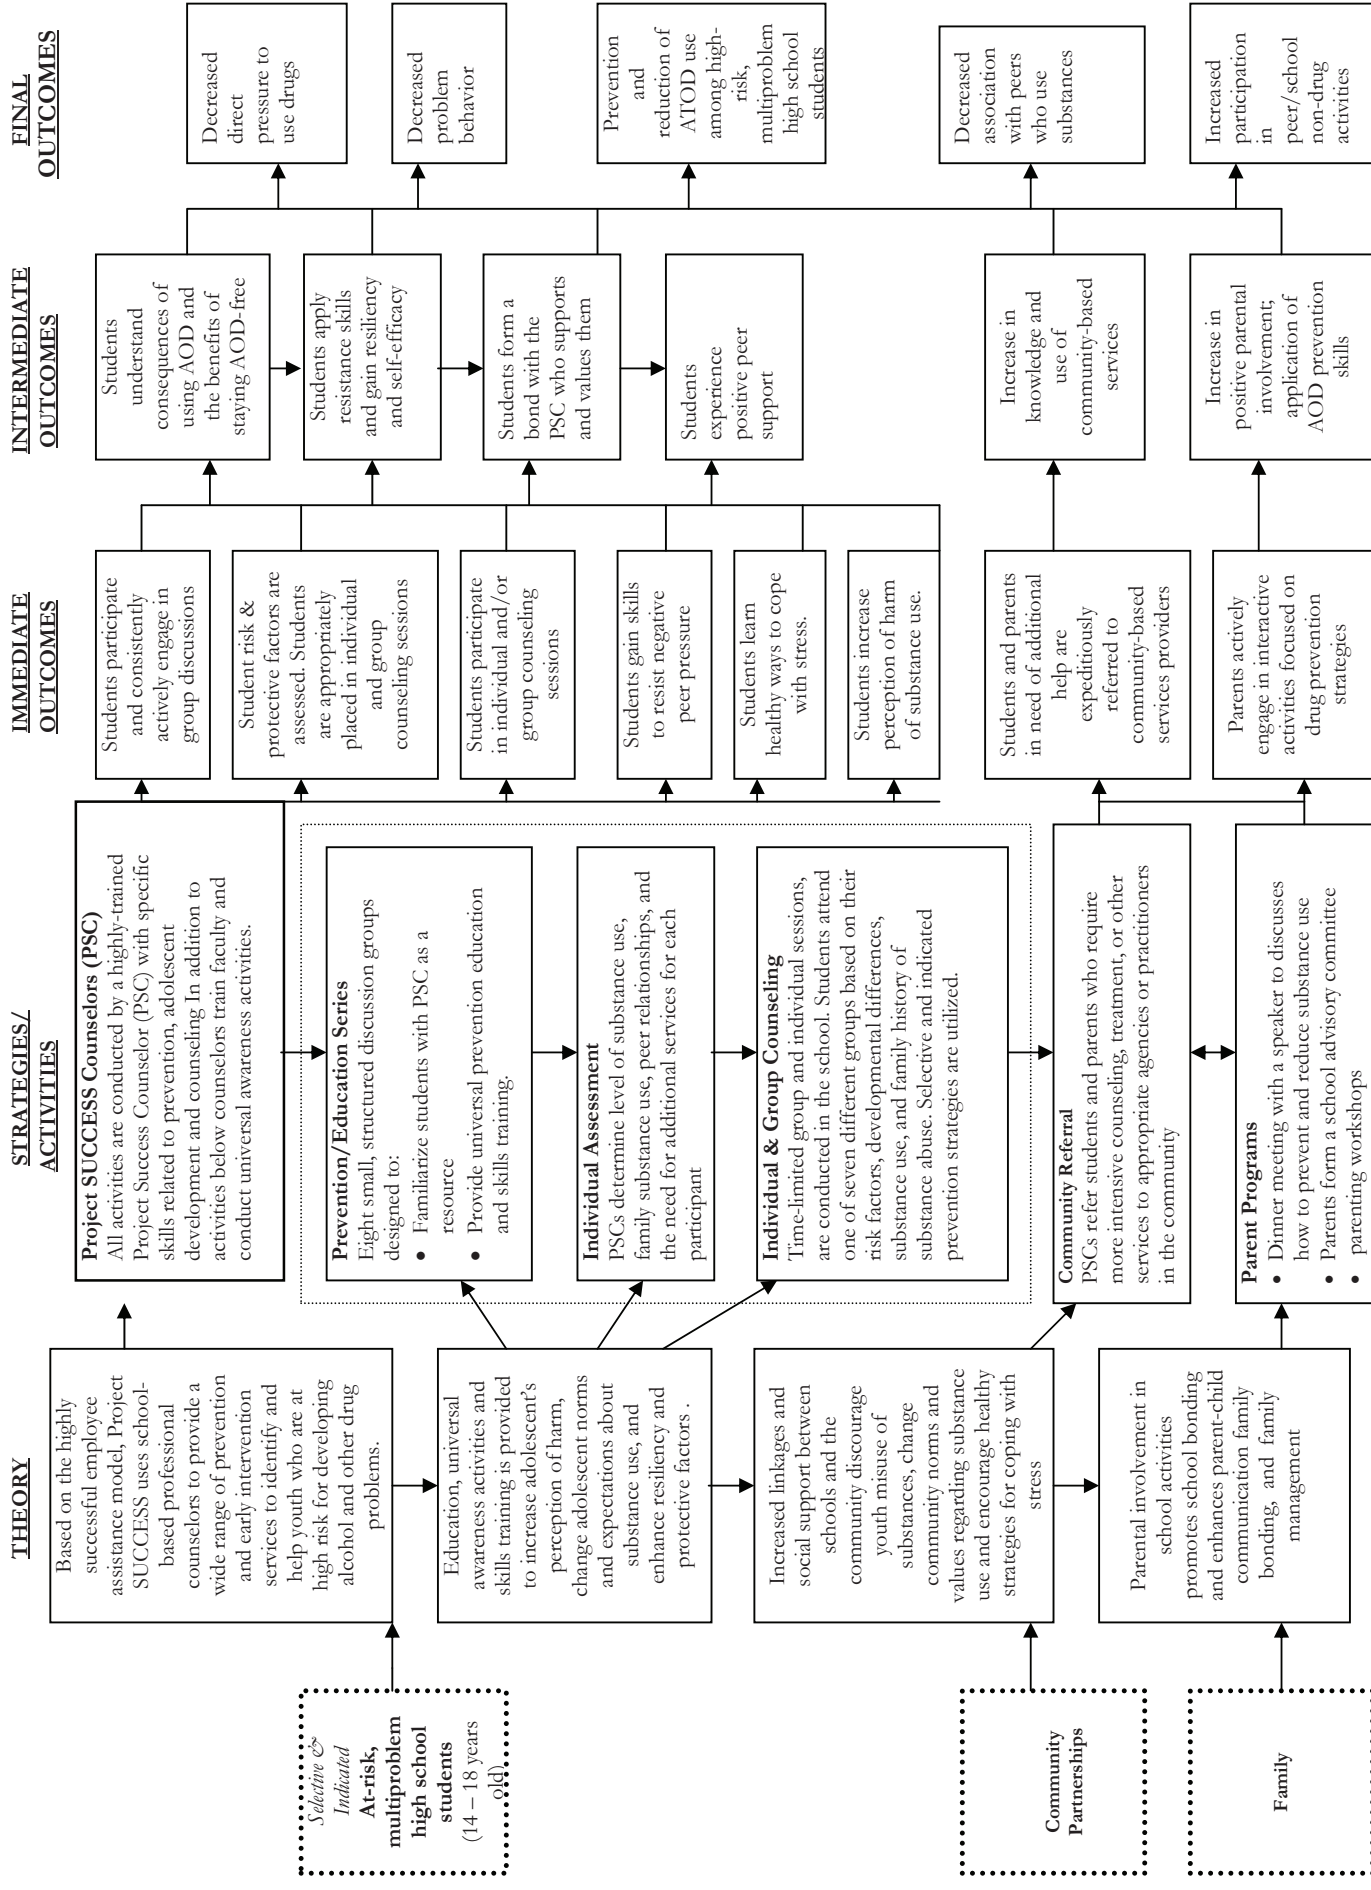 THEORY
STRATEGIES/
ACTIVITIES
IMMEDIATE
OUTCOMES
INTERMEDIATE
OUTCOMES
FINAL
OUTCOMES
Selective &
Indicated
At-risk,
multiproblem
high school
students
(14 – 18 years
old)
Community
Partnerships
Family
Based on the highly
successful employee
assistance model, Project
SUCCESS uses school-
based professional
counselors to provide a
wide range of prevention
and early intervention
services to identify and
help youth who are at
high risk for developing
alcohol and other drug
problems.
Education, universal
awareness activities and
skills training is provided
to increase adolescent's
perception of harm,
change adolescent norms
and expectations about
substance use, and
enhance resiliency and
protective factors .
Increased linkages and
social support between
schools and the
community discourage
youth misuse of
substances, change
community norms and
values regarding substance
use and encourage healthy
strategies for coping with
stress
Parental involvement in
school activities
promotes school bonding
and enhances parent-child
communication family
bonding, and family
management
Project SUCCESS Counselors (PSC)
All activities are conducted by a highly-trained
Project Success Counselor (PSC) with specific
skills related to prevention, adolescent
development and counseling In addition to
activities below counselors train faculty and
conduct universal awareness activities.
Prevention/Education Series
Eight small, structured discussion groups
designed to:
• Familiarize students with PSC as a
resource
• Provide universal prevention education
and skills training.
Individual Assessment
PSCs determine level of substance use,
family substance use, peer relationships, and
the need for additional services for each
participant
Individual & Group Counseling
Time-limited group and individual sessions,
are conducted in the school. Students attend
one of seven different groups based on their
risk factors, developmental differences,
substance use, and family history of
substance abuse. Selective and indicated
prevention strategies are utilized.
Community Referral
PSCs refer students and parents who require
more intensive counseling, treatment, or other
services to appropriate agencies or practitioners
in the community
Parent Programs
• Dinner meeting with a speaker to discusses
how to prevent and reduce substance use
• Parents form a school advisory committee
• parenting workshops
Students participate
and consistently
actively engage in
group discussions
Student risk &
protective factors are
assessed. Students
are appropriately
placed in individual
and group
counseling sessions
Students participate
in individual and/or
group counseling
sessions
Students gain skills
to resist negative
peer pressure
Students learn
healthy ways to cope
with stress.
Students increase
perception of harm
of substance use.
Students and parents
in need of additional
help are
expeditiously
referred to
community-based
services providers
Parents actively
engage in interactive
activities focused on
drug prevention
strategies
Students
understand
consequences of
using AOD and
the benefits of
staying AOD-free
Students apply
resistance skills
and gain resiliency
and self-efficacy
Students form a
bond with the
PSC who supports
and values them
Students
experience
positive peer
support
Increase in
knowledge and
use of
community-based
services
Increase in
positive parental
involvement;
application of
AOD prevention
skills
Decreased
direct
pressure to
use drugs
Decreased
problem
behavior
Prevention
and
reduction of
ATOD use
among high-
risk,
multiproblem
high school
students
Decreased
association
with peers
who use
substances
Increased
participation
in
peer/school
non-drug
activities